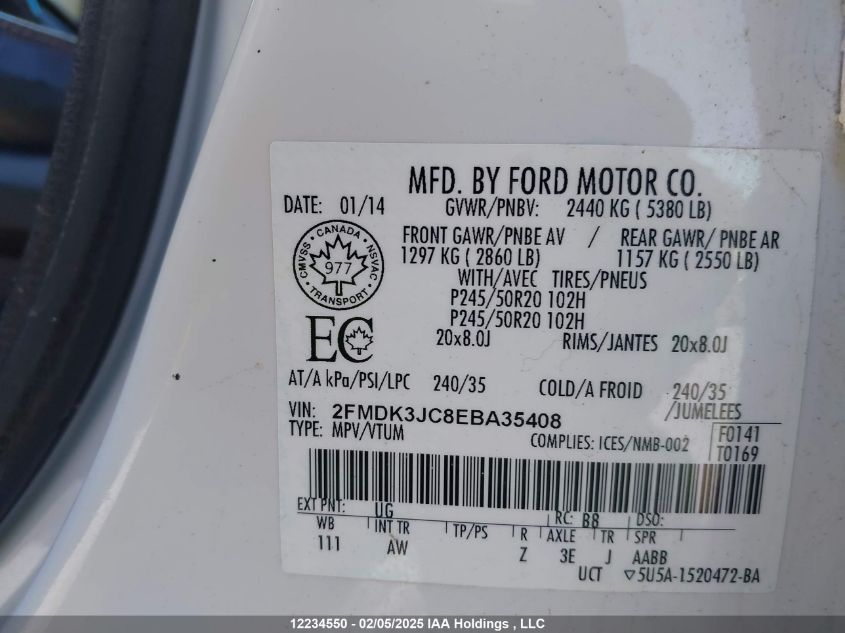 MFD. BY FORD MOTOR CO.
DATE: 01/14 GVWR/PNBV: 2440 KG ( 5380 LB)
FRONT GAWR/PNBE AV / REAR GAWR/ PNBE AR
1297 KG ( 2860 LB) 1157 KG ( 2550 LB)
WITH/AVEC TIRES/PNEUS
P245/50R20 102H
P245/50R20 102H
20x8.0J RIMS/JANTES 20x8.0J
CANADA
CMVSS NSVAC
977
TRANSPORT
EC
AT/A kPa/PSI/LPC 240/35 COLD/A FROID 240/35
/JUMELEES
VIN: 2FMDK3JC8EBA35408
TYPE: MPV/VTUM COMPLIES: ICES/NMB-002 F0141
T0169
EXT PNT: UG RC: BB DSO:
WB INT TR TP/PS R AXLE TR SPR
111 AW Z 3E J AABB
UCT ▽5U5A-1520472-BA
12234550 - 02/05/2025 IAA Holdings , LLC